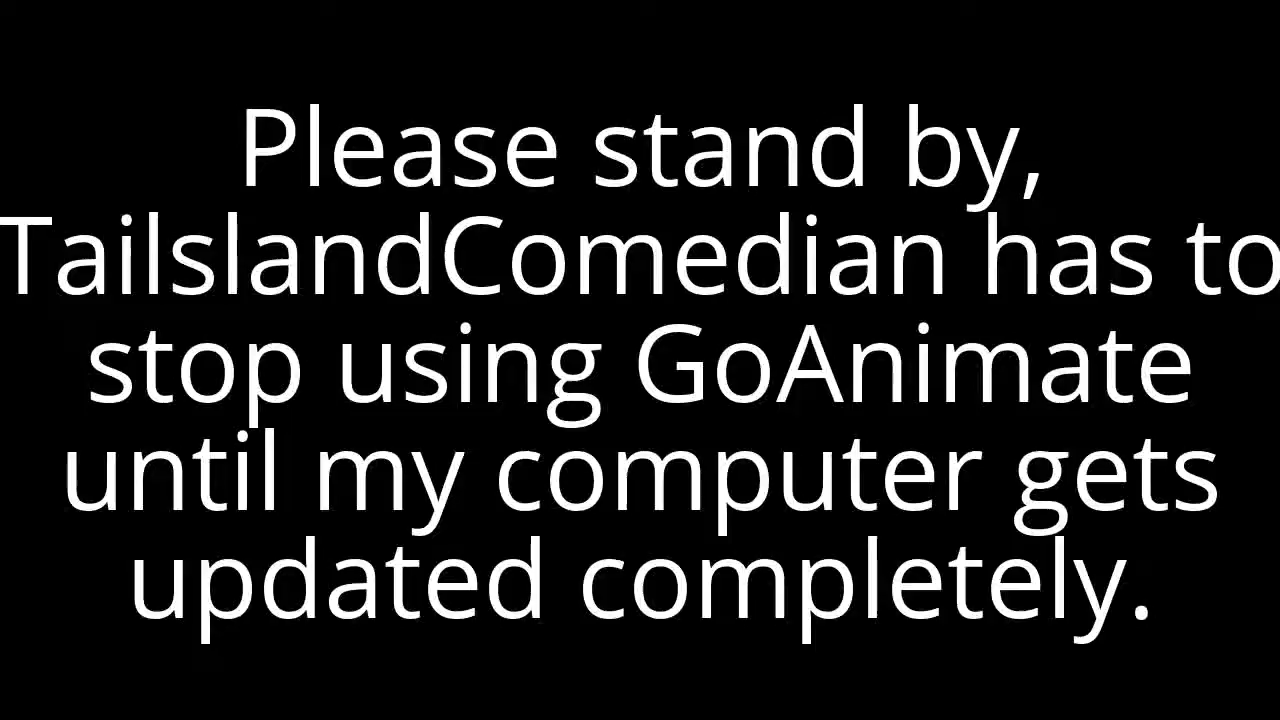 Please stand by,
TailslandComedian has to
stop using GoAnimate
until my computer gets
updated completely.